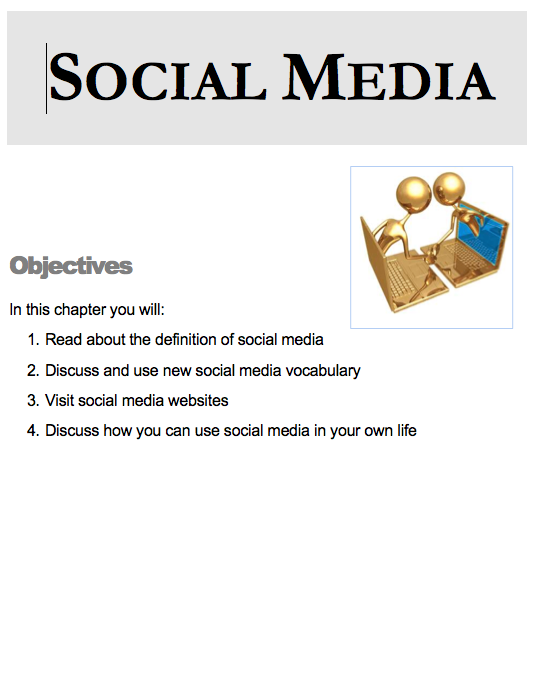 SOCIAL MEDIA
Objectives
In this chapter you will:
1. Read about the definition of social media
2. Discuss and use new social media vocabulary
3. Visit social media websites
4. Discuss how you can use social media in your own life